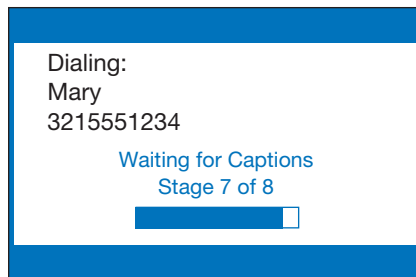 Dialing:
Mary
3215551234
Waiting for Captions
Stage 7 of 8